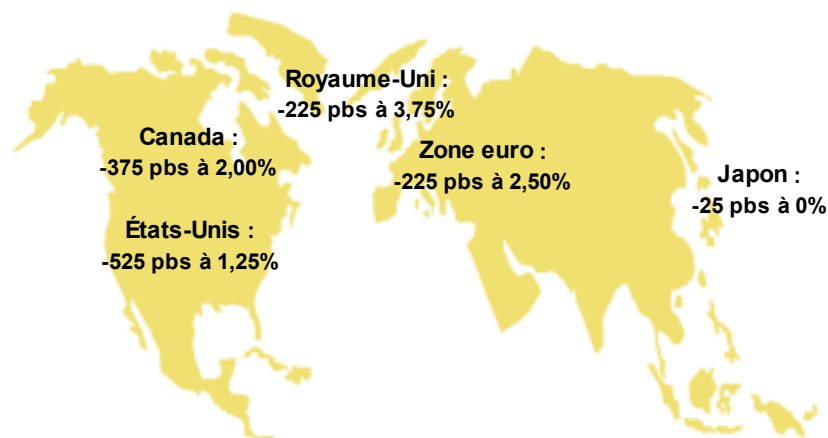 Royaume-Uni :
-225 pbs à 3,75%
Canada :
-375 pbs à 2,00%
Zone euro :
-225 pbs à 2,50%
Japon :
-25 pbs à 0%
États-Unis :
-525 pbs à 1,25%